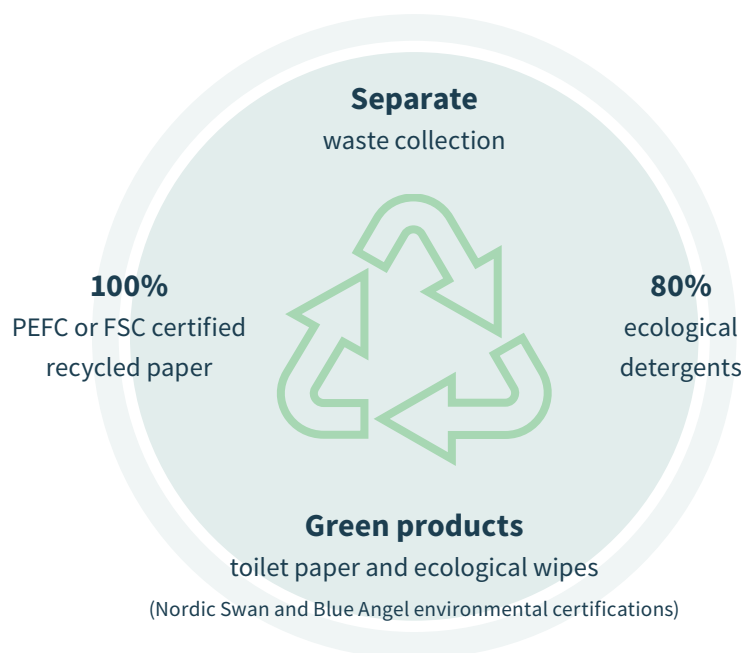 Separate
waste collection
100%
PEFC or FSC certified
recycled paper
80%
ecological
detergents
Green products
toilet paper and ecological wipes
(Nordic Swan and Blue Angel environmental certifications)